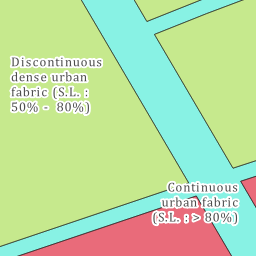 Discontinuous
dense urban
fabric (S.L. :
50% - 80%)
Continuous
urban fabric
(S.L. : > 80%)